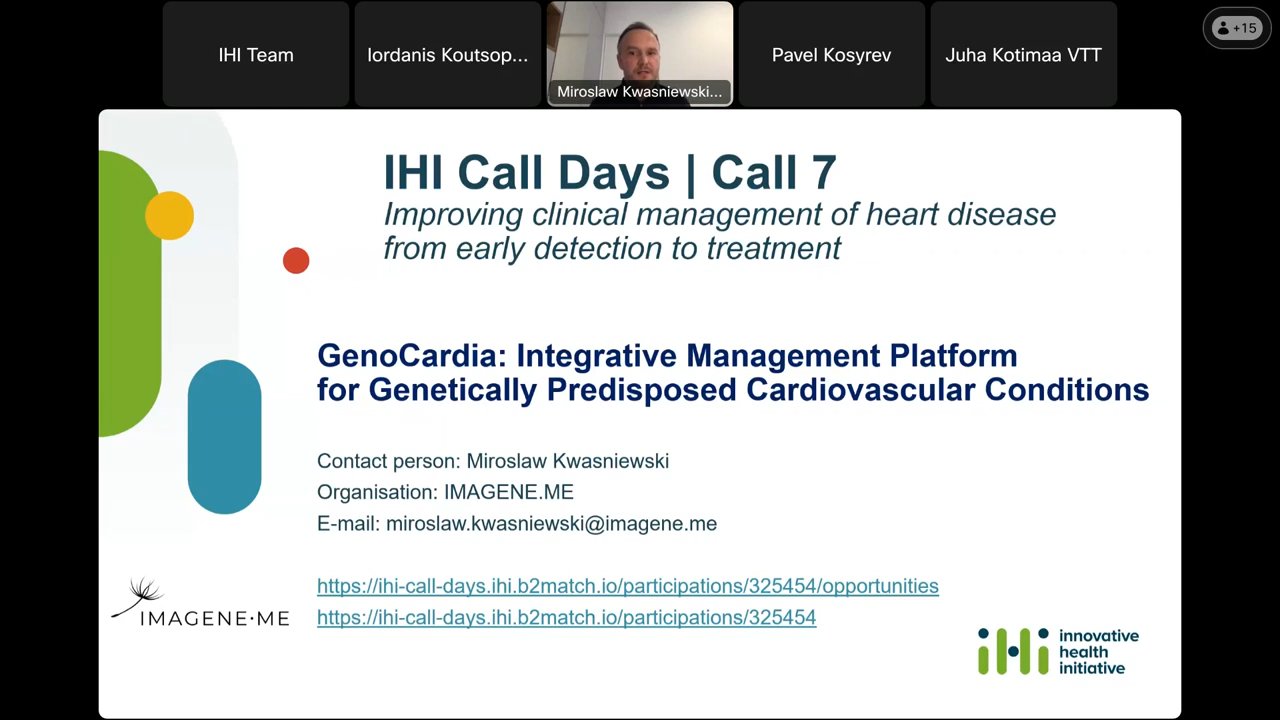 IHI Team
Iordanis Koutsop...
Miroslaw Kwasniewski...
Pavel Kosyrev
Juha Kotimaa VTT
+15
IHI Call Days | Call 7
Improving clinical management of heart disease
from early detection to treatment
GenoCardia: Integrative Management Platform
for Genetically Predisposed Cardiovascular Conditions
Contact person: Miroslaw Kwasniewski
Organisation: IMAGENE.ME
E-mail: miroslaw.kwasniewski@imagene.me
https://ihi-call-days.ihi.b2match.io/participations/325454/opportunities
https://ihi-call-days.ihi.b2match.io/participations/325454
IMAGENE·ME
iHi
innovative
health
initiative